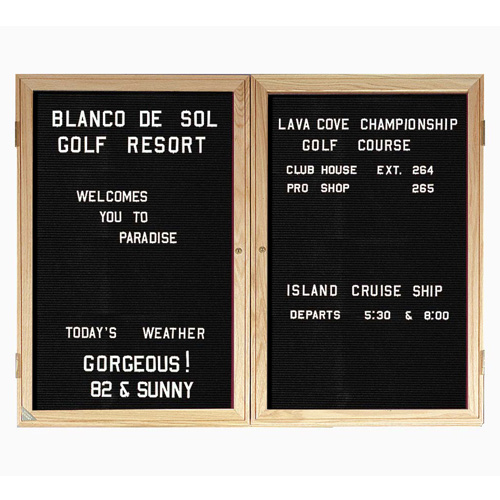 BLANCO DE SOL
GOLF RESORT
WELCOMES
YOU TO
PARADISE
TODAY'S WEATHER
GORGEOUS!
82 & SUNNY
LAVA COVE CHAMPIONSHIP
GOLF COURSE
CLUB HOUSE EXT. 264
PRO SHOP 265
ISLAND CRUISE SHIP
DEPARTS 5:30 & 8:00